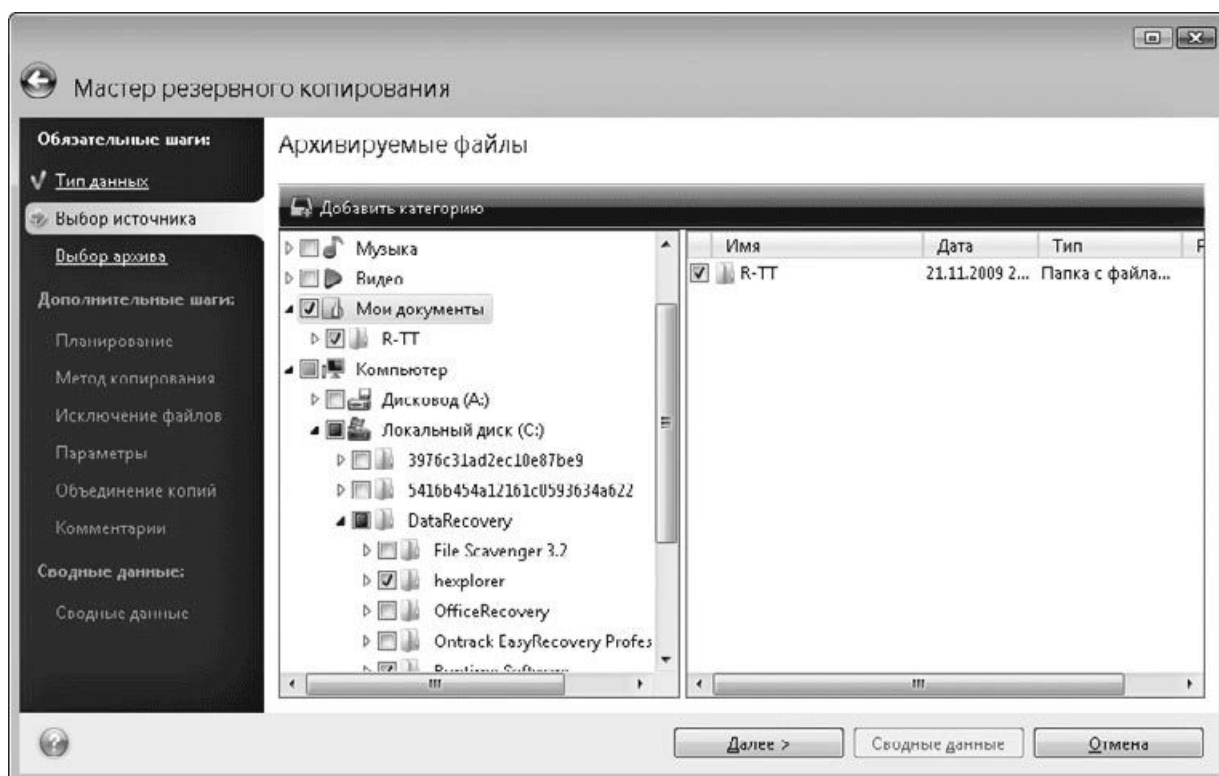 Мастер резервного копирования
Обязательные шаги:
Тип данных
Выбор источника
Выбор архива
Дополнительные шаги:
Планирование
Метод копирования
Исключение файлов
Параметры
Объединение копий
Комментарии
Сводные данные:
Сводные данные
Архивируемые файлы
Добавить категорию
Музыка
Видео
Мои документы
R-TT
Компьютер
Дисковод (A:)
Локальный диск (C:)
3976c31ad2ec10e87be9
5416b454a12161c0593634a622
DataRecovery
File Scavenger 3.2
hexplorer
OfficeRecovery
Ontrack EasyRecovery Profes
Runtime Software
Имя Дата Тип
R-TT 21.11.2009 2... Папка с файла...
Далее > Сводные данные Отмена